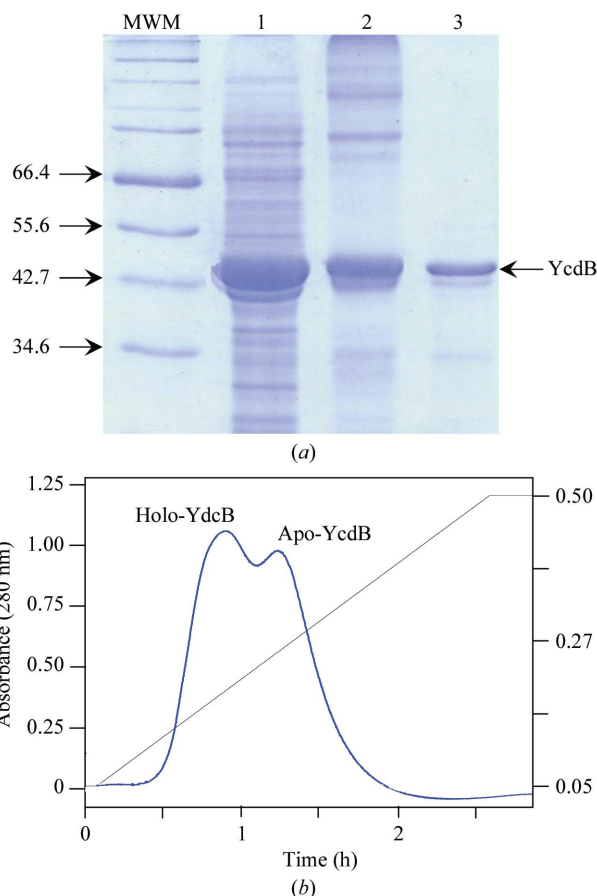 MWM 1 2 3
66.4
55.6
42.7
34.6
YcdB
(a)
1.25
1.00
0.75
0.50
0.25
0
Absorbance (280 nm)
Holo-YdcB
Apo-YcdB
0.50
0.27
0.05
0 1 2
Time (h)
(b)